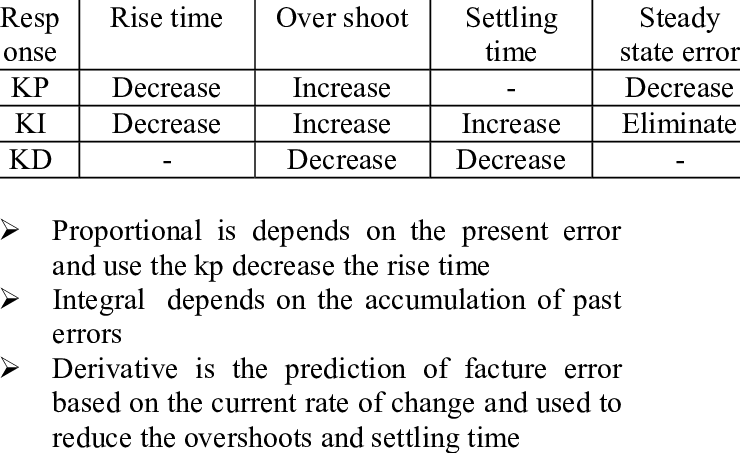 Resp onse Rise time Over shoot Settling time Steady state error
KP Decrease Increase - Decrease
KI Decrease Increase Increase Eliminate
KD - Decrease Decrease -
➢ Proportional is depends on the present error
and use the kp decrease the rise time
➢ Integral depends on the accumulation of past
errors
➢ Derivative is the prediction of facture error
based on the current rate of change and used to
reduce the overshoots and settling time